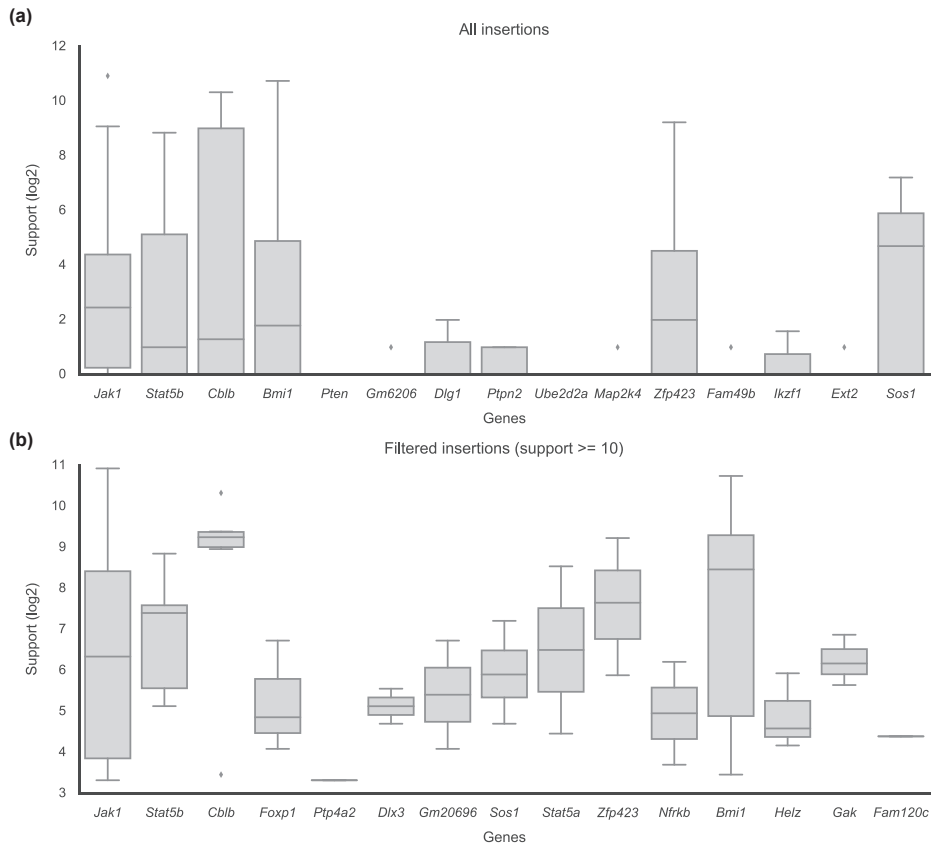 (a)
All insertions
12
10
8
6
4
2
0
Support (log2)
Jak1 Stat5b Cblb Bmi1 Pten Gm6206 Dlg1 Ptpn2 Ube2d2a Map2k4 Zfp423 Fam49b Ikzf1 Ext2 Sos1
Genes
(b)
Filtered insertions (support >= 10)
11
10
9
8
7
6
5
4
3
Support (log2)
Jak1 Stat5b Cblb Foxp1 Ptp4a2 Dlx3 Gm20696 Sos1 Stat5a Zfp423 Nfrkb Bmi1 Helz Gak Fam120c
Genes